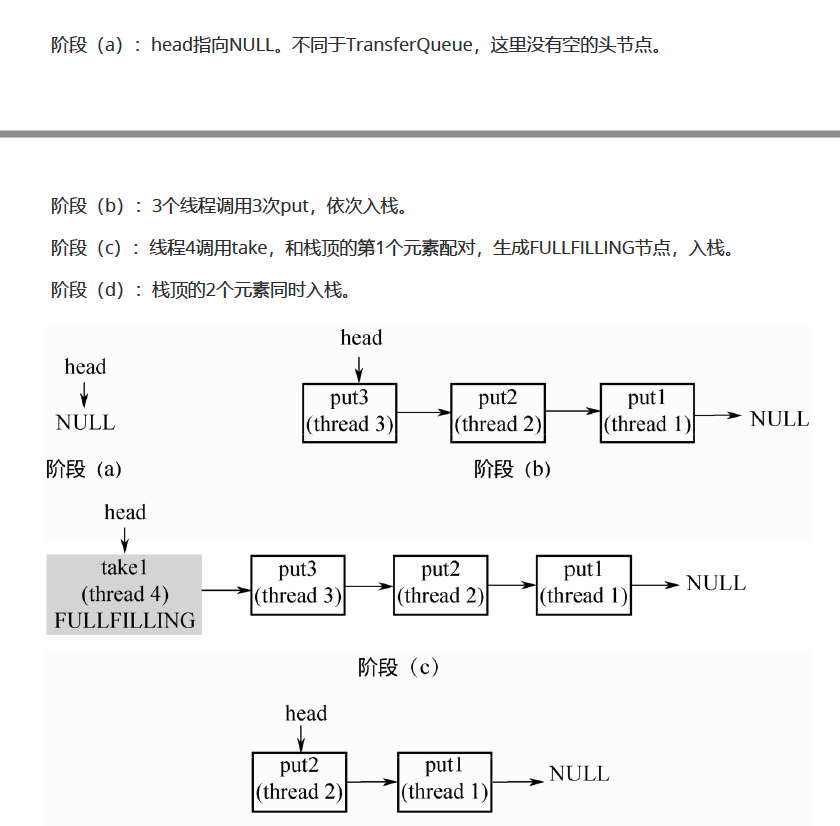 阶段（a）：head指向NULL。不同于TransferQueue，这里没有空的头节点。
阶段（b）：3个线程调用3次put，依次入栈。
阶段（c）：线程4调用take，和栈顶的第1个元素配对，生成FULLFILLING节点，入栈。
阶段（d）：栈顶的2个元素同时入栈。
head
NULL
阶段（a）
head
put3
(thread 3)
put2
(thread 2)
put1
(thread 1)
NULL
阶段（b）
head
take1
(thread 4)
FULLFILLING
put3
(thread 3)
put2
(thread 2)
put1
(thread 1)
NULL
阶段（c）
head
put2
(thread 2)
put1
(thread 1)
NULL